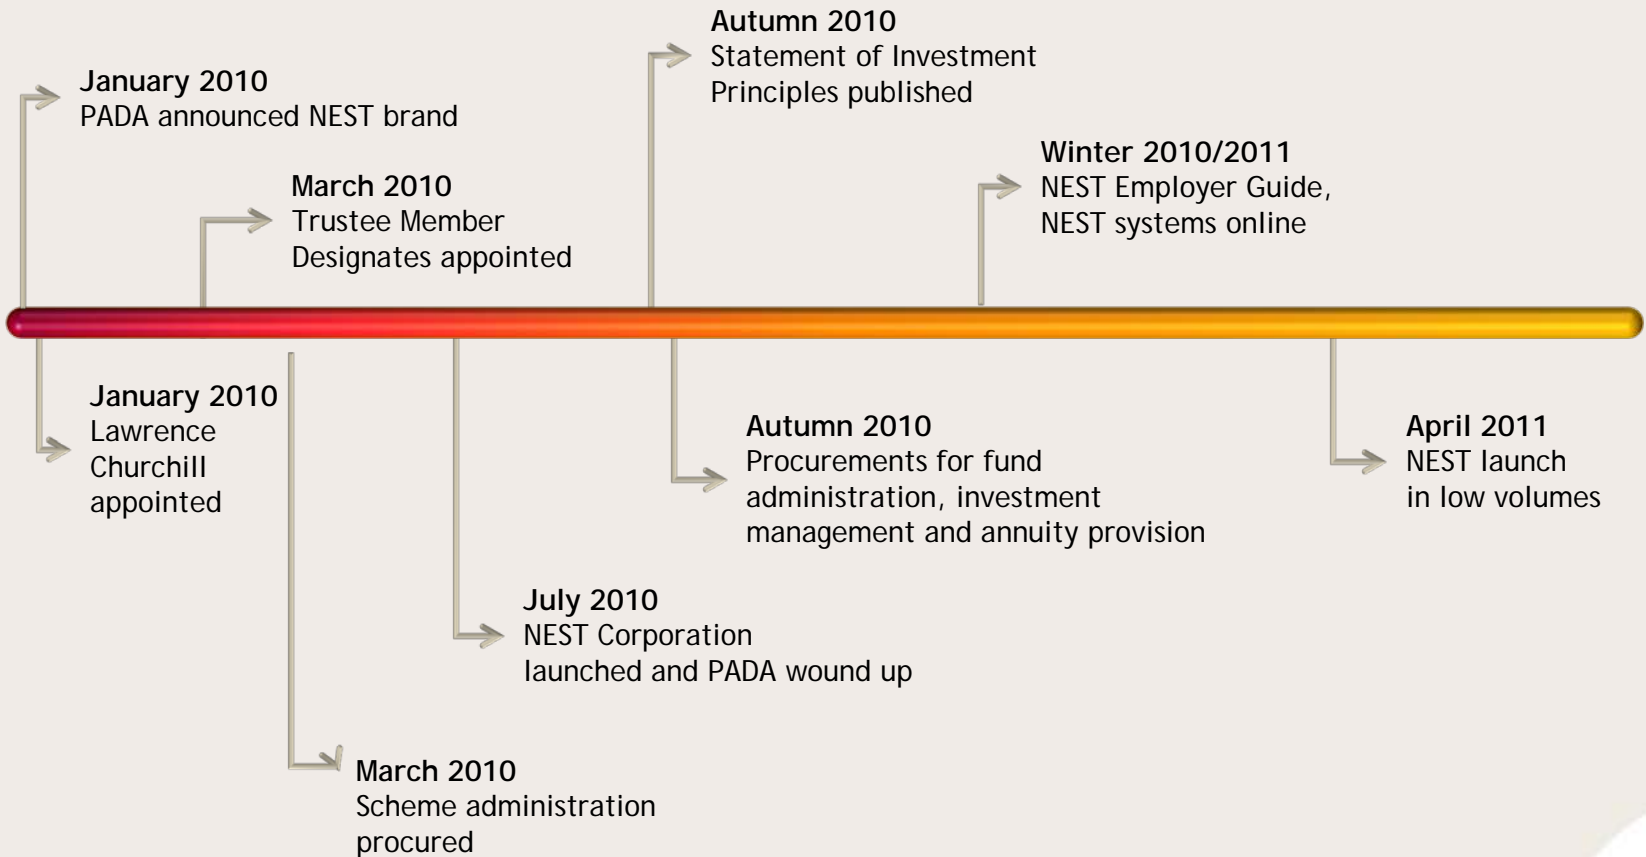 January 2010
PADA announced NEST brand
March 2010
Trustee Member
Designates appointed
Autumn 2010
Statement of Investment
Principles published
Winter 2010/2011
NEST Employer Guide,
NEST systems online
January 2010
Lawrence
Churchill
appointed
March 2010
Scheme administration
procured
July 2010
NEST Corporation
launched and PADA wound up
Autumn 2010
Procurements for fund
administration, investment
management and annuity provision
April 2011
NEST launch
in low volumes